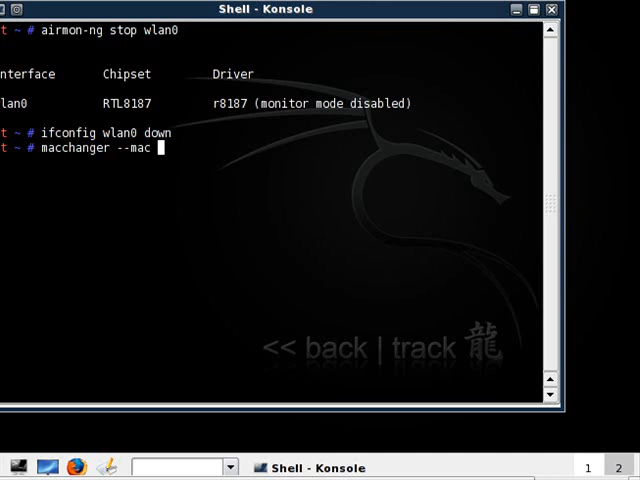 Shell - Konsole
t ~ # airmon-ng stop wlan0
nterface Chipset Driver
lan0 RTL8187 r8187 (monitor mode disabled)
t ~ # ifconfig wlan0 down
t ~ # macchanger --mac
<< back | track 龍
Shell - Konsole 1 2